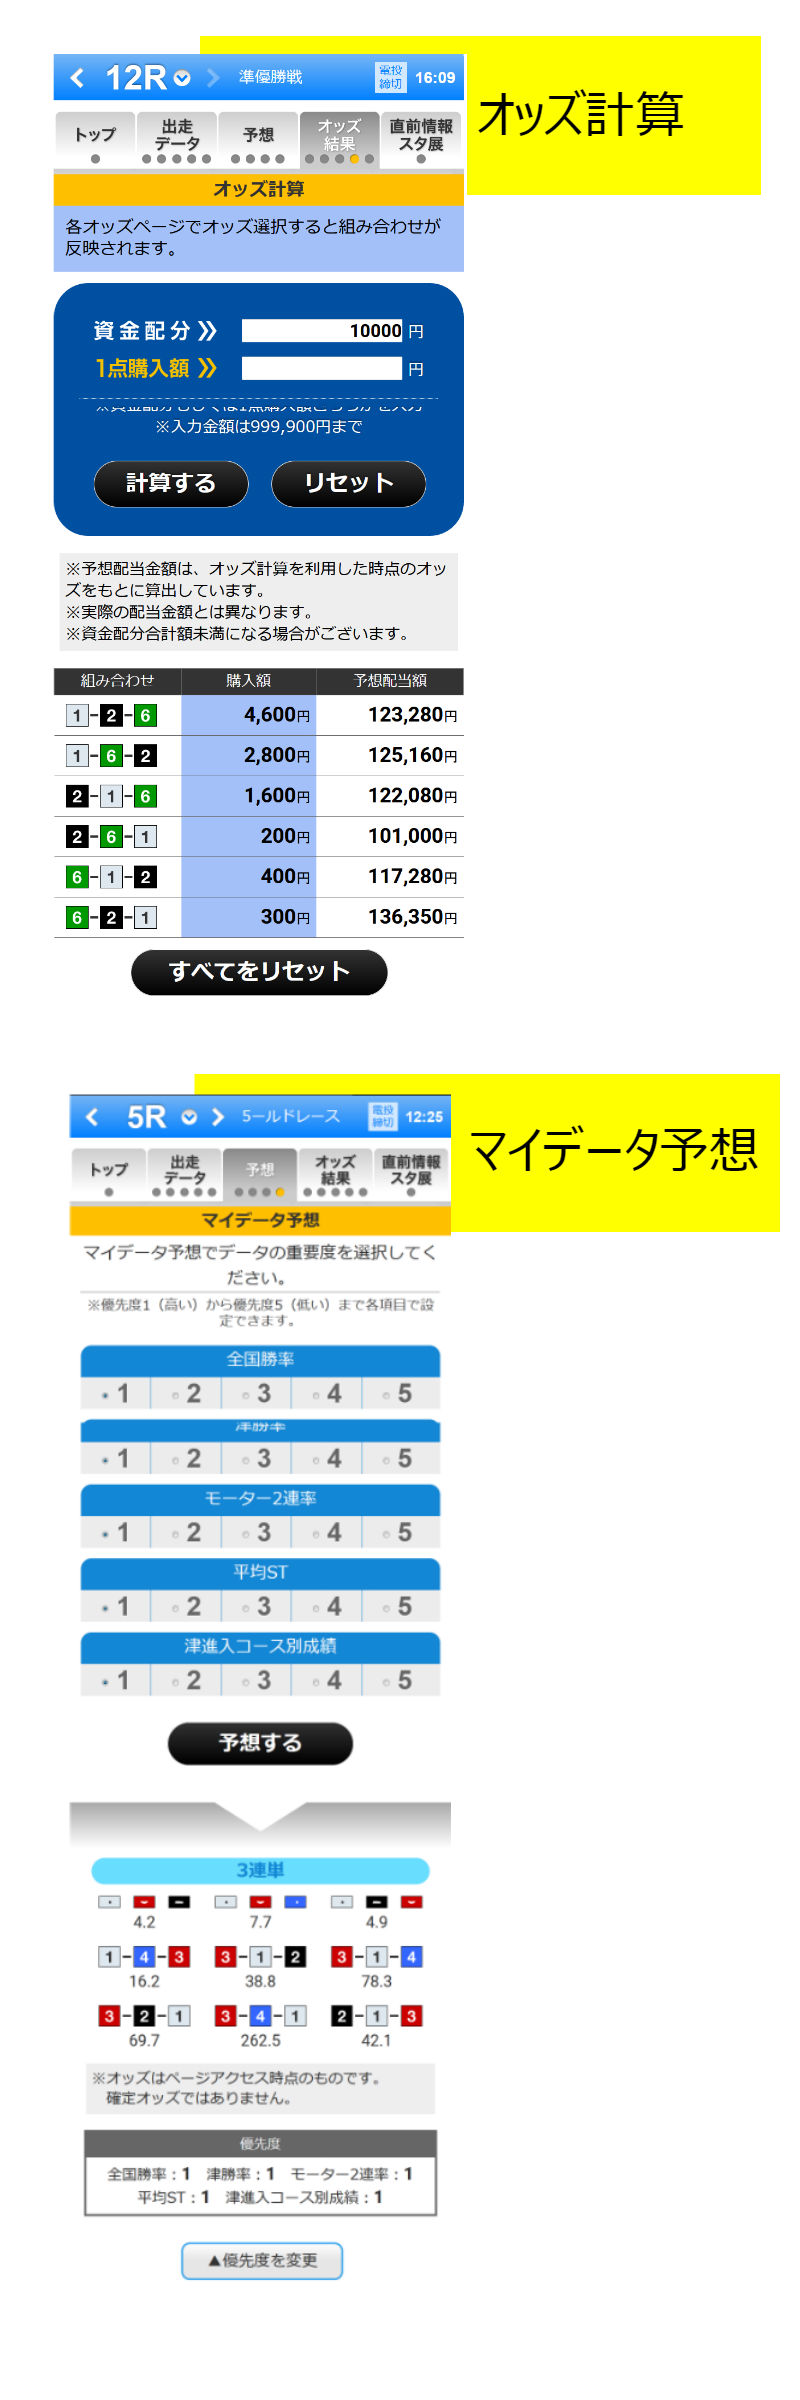 12R 準優勝戦 電投締切 16:09
オッズ計算
トップ 出走データ 予想 オッズ結果 直前情報スタ展
オッズ計算
各オッズページでオッズ選択すると組み合わせが
反映されます。
資金配分 10000 円
1点購入額 円
※入力金額は999,900円まで
計算する リセット
※予想配当金額は、オッズ計算を利用した時点のオッ
ズをもとに算出しています。
※実際の配当金額とは異なります。
※資金配分合計額未満になる場合がございます。
組み合わせ 購入額 予想配当額
1-2-6 4,600円 123,280円
1-6-2 2,800円 125,160円
2-1-6 1,600円 122,080円
2-6-1 200円 101,000円
6-1-2 400円 117,280円
6-2-1 300円 136,350円
すべてをリセット
5R 5ールドレース 電投締切 12:25
マイデータ予想
トップ 出走データ 予想 オッズ結果 直前情報スタ展
マイデータ予想
マイデータ予想でデータの重要度を選択してく
ださい。
※優先度1（高い）から優先度5（低い）まで各項目で設
定できます。
全国勝率
1 2 3 4 5
津勝率
1 2 3 4 5
モーター2連率
1 2 3 4 5
平均ST
1 2 3 4 5
津進入コース別成績
1 2 3 4 5
予想する
3連単
4.2 7.7 4.9
1-4-3 3-1-2 3-1-4
16.2 38.8 78.3
3-2-1 3-4-1 2-1-3
69.7 262.5 42.1
※オッズはページアクセス時点のものです。
確定オッズではありません。
優先度
全国勝率：1 津勝率：1 モーター2連率：1
平均ST：1 津進入コース別成績：1
▲優先度を変更